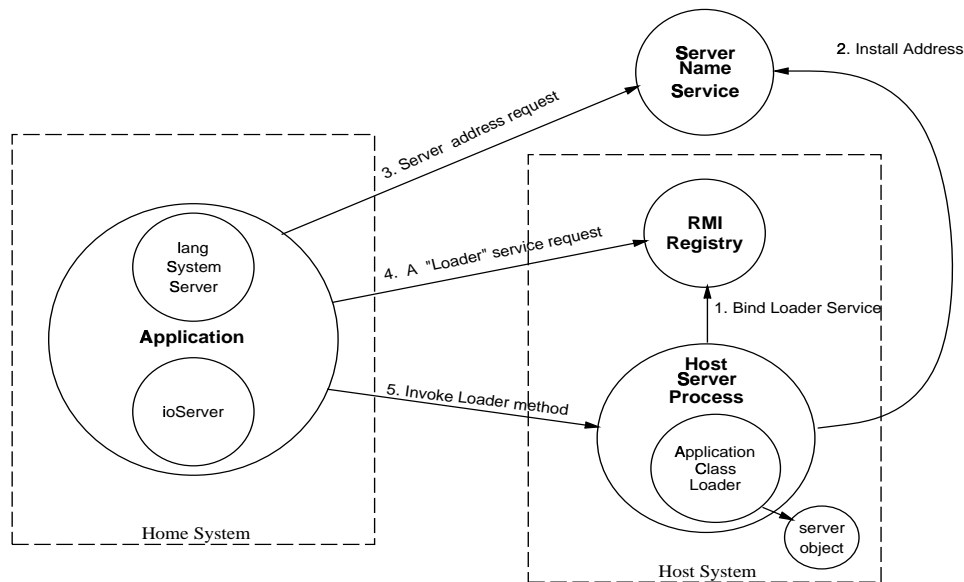 2. Install Address
Server
Name
Service
3. Server address request
lang
System
Server
Application
ioServer
Home System
4. A "Loader" service request
RMI
Registry
1. Bind Loader Service
5. Invoke Loader method
Host
Server
Process
Application
Class
Loader
server
object
Host System